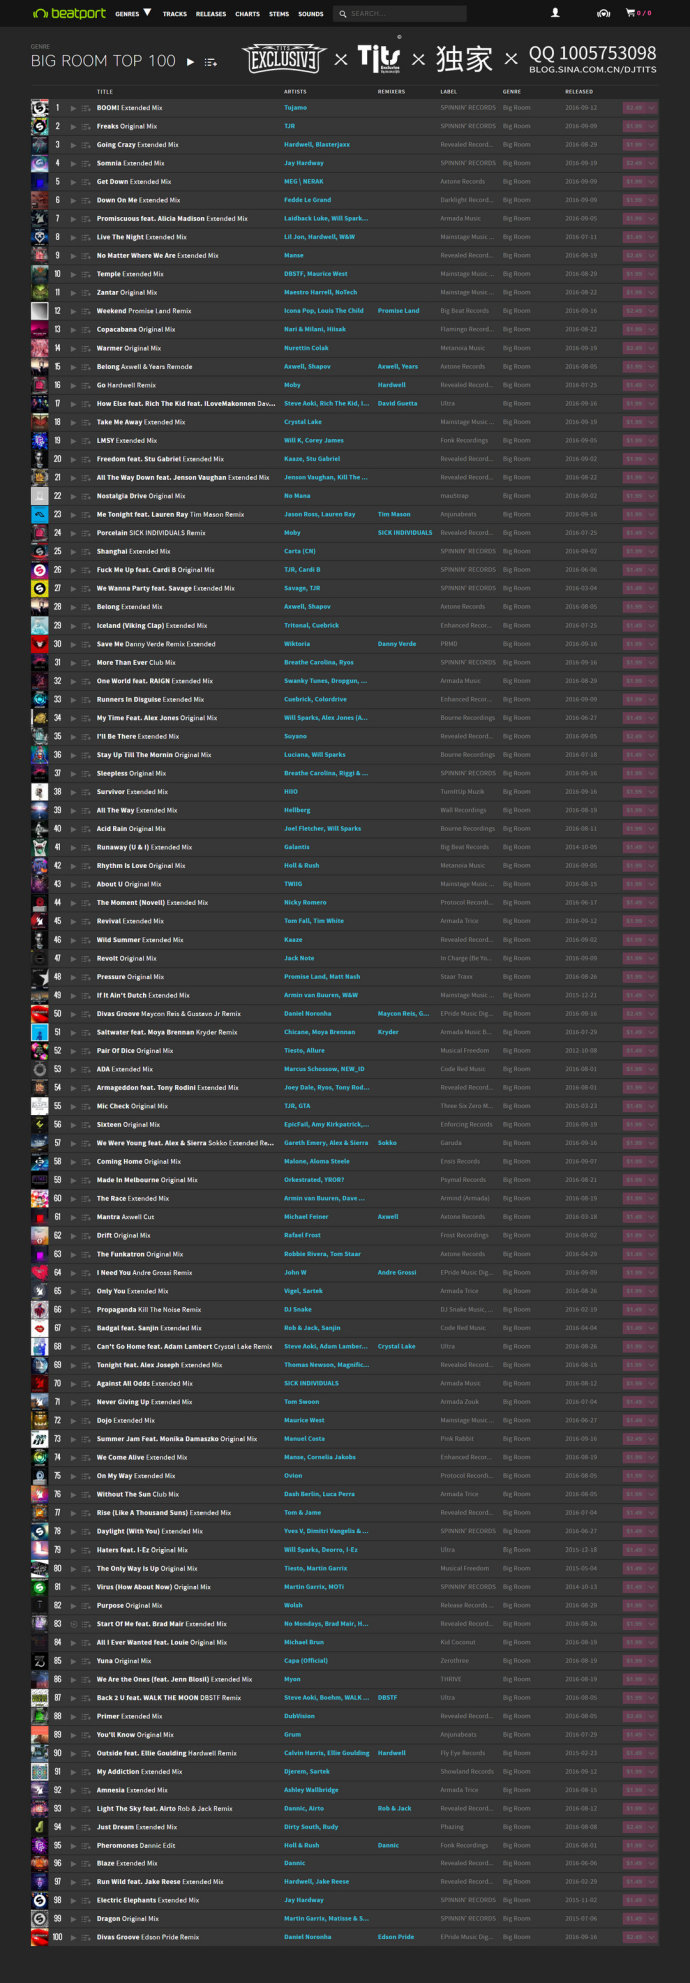 beatport GENRES TRACKS RELEASES CHARTS STEMS SOUNDS SEARCH... 0 / 0
GENRE
BIG ROOM TOP 100 TITS EXCLUSIVE × Tits × 独家 × QQ 1005753098
BLOG.SINA.COM.CN/DJTITS
TITLE ARTISTS REMIXERS LABEL GENRE RELEASED
1 BOOM! Extended Mix Tujamo SPINNIN' RECORDS Big Room 2016-09-12 $2.49
2 Freaks Original Mix TJR SPINNIN' RECORDS Big Room 2016-09-09
3 Going Crazy Extended Mix Hardwell, Blasterjaxx Revealed Record... Big Room 2016-08-29
4 Somnia Extended Mix Jay Hardway SPINNIN' RECORDS Big Room 2016-09-19
5 Get Down Extended Mix MEG \ NERAK Axtone Records Big Room 2016-09-09
6 Down On Me Extended Mix Fedde Le Grand Darklight Record... Big Room 2016-09-09
7 Promiscuous feat. Alicia Madison Extended Mix Laidback Luke, Will Spark... Armada Music Big Room 2016-09-05
8 Live The Night Extended Mix Lil Jon, Hardwell, W&W Mainstage Music ... Big Room 2016-07-11
9 No Matter Where We Are Extended Mix Manse Revealed Record... Big Room 2016-09-19
10 Temple Extended Mix DBSTF, Maurice West Mainstage Music ... Big Room 2016-08-29
11 Zantar Original Mix Maestro Harrell, NoTech Mainstage Music ... Big Room 2016-08-22
12 Weekend Promise Land Remix Icona Pop, Louis The Child Promise Land Big Beat Records Big Room 2016-09-16
13 Copacabana Original Mix Nari & Milani, Hiisak Flamingo Record... Big Room 2016-08-22
14 Warmer Original Mix Nurettin Colak Metanoia Music Big Room 2016-09-19
15 Belong Axwell & Years Remode Axwell, Shapov Axwell, Years Axtone Records Big Room 2016-08-05
16 Go Hardwell Remix Moby Hardwell Revealed Record... Big Room 2016-07-25
17 How Else feat. Rich The Kid feat. ILoveMakonnen Dav... Steve Aoki, Rich The Kid, I... David Guetta Ultra Big Room 2016-09-16
18 Take Me Away Extended Mix Crystal Lake Mainstage Music ... Big Room 2016-09-19
19 LMSY Extended Mix Will K, Corey James Fonk Recordings Big Room 2016-09-05
20 Freedom feat. Stu Gabriel Extended Mix Kaaze, Stu Gabriel Revealed Record... Big Room 2016-09-02
21 All The Way Down feat. Jenson Vaughan Extended Mix Jenson Vaughan, Kill The ... Revealed Record... Big Room 2016-08-22
22 Nostalgia Drive Original Mix No Mana mau5trap Big Room 2016-09-02
23 Me Tonight feat. Lauren Ray Tim Mason Remix Jason Ross, Lauren Ray Tim Mason Anjunabeats Big Room 2016-09-16
24 Porcelain SICK INDIVIDUALS Remix Moby SICK INDIVIDUALS Revealed Record... Big Room 2016-07-25
25 Shanghai Extended Mix Carta (CN) SPINNIN' RECORDS Big Room 2016-09-02
26 Fuck Me Up feat. Cardi B Original Mix TJR, Cardi B SPINNIN' RECORDS Big Room 2016-06-06
27 We Wanna Party feat. Savage Extended Mix Savage, TJR SPINNIN' RECORDS Big Room 2016-03-04
28 Belong Extended Mix Axwell, Shapov Axtone Records Big Room 2016-08-05
29 Iceland (Viking Clap) Extended Mix Tritonal, Cuebrick Enhanced Recor... Big Room 2016-07-25
30 Save Me Danny Verde Remix Extended Wiktoria Danny Verde PRMD Big Room 2016-09-16
31 More Than Ever Club Mix Breathe Carolina, Ryos SPINNIN' RECORDS Big Room 2016-09-16
32 One World feat. RAIGN Extended Mix Swanky Tunes, Dropgun, ... Armada Music Big Room 2016-08-29
33 Runners In Disguise Extended Mix Cuebrick, Colordrive Enhanced Recor... Big Room 2016-09-09
34 My Time Feat. Alex Jones Original Mix Will Sparks, Alex Jones (A... Bourne Recordings Big Room 2016-06-27
35 I'll Be There Extended Mix Suyano Revealed Record... Big Room 2016-09-05
36 Stay Up Till The Mornin Original Mix Luciana, Will Sparks Bourne Recordings Big Room 2016-07-18
37 Sleepless Original Mix Breathe Carolina, Riggi & ... SPINNIN' RECORDS Big Room 2016-09-16
38 Survivor Extended Mix HIIO TurnItUp Muzik Big Room 2016-09-16
39 All The Way Extended Mix Hellberg Wall Recordings Big Room 2016-08-19
40 Acid Rain Original Mix Joel Fletcher, Will Sparks Bourne Recordings Big Room 2016-08-11
41 Runaway (U & I) Extended Mix Galantis Big Beat Records Big Room 2014-10-05
42 Rhythm Is Love Original Mix Holl & Rush Metanoia Music Big Room 2016-09-05
43 About U Original Mix TWIIG Mainstage Music ... Big Room 2016-08-15
44 The Moment (Novell) Extended Mix Nicky Romero Protocol Recordi... Big Room 2016-06-17
45 Revival Extended Mix Tom Fall, Tim White Armada Trice Big Room 2016-09-12
46 Wild Summer Extended Mix Kaaze Revealed Record... Big Room 2016-09-02
47 Revolt Original Mix Jack Note In Charge (Be Yo... Big Room 2016-09-09
48 Pressure Original Mix Promise Land, Matt Nash Staar Traxx Big Room 2016-08-26
49 If It Ain't Dutch Extended Mix Armin van Buuren, W&W Mainstage Music ... Big Room 2015-12-21
50 Divas Groove Maycon Reis & Gustavo Jr Remix Daniel Noronha Maycon Reis, G... EPride Music Dig... Big Room 2016-09-16
51 Saltwater feat. Moya Brennan Kryder Remix Chicane, Moya Brennan Kryder Armada Music B... Big Room 2016-07-29
52 Pair Of Dice Original Mix Tiesto, Allure Musical Freedom Big Room 2012-10-08
53 ADA Extended Mix Marcus Schossow, NEW_ID Code Red Music Big Room 2016-08-01
54 Armageddon feat. Tony Rodini Extended Mix Joey Dale, Ryos, Tony Rod... Revealed Record... Big Room 2016-08-01
55 Mic Check Original Mix TJR, GTA Three Six Zero M... Big Room 2015-03-23
56 Sixteen Original Mix EpicFail, Amy Kirkpatrick,... Enforcing Records Big Room 2016-09-19
57 We Were Young feat. Alex & Sierra Sokko Extended Re... Gareth Emery, Alex & Sierra Sokko Garuda Big Room 2016-09-16
58 Coming Home Original Mix Malone, Aloma Steele Ensis Records Big Room 2016-09-07
59 Made In Melbourne Original Mix Orkestrated, YROR? Psymal Records Big Room 2016-08-21
60 The Race Extended Mix Armin van Buuren, Dave ... Armind (Armada) Big Room 2016-08-19
61 Mantra Axwell Cut Michael Feiner Axwell Axtone Records Big Room 2016-03-18
62 Drift Original Mix Rafael Frost Frost Recordings Big Room 2016-09-02
63 The Funkatron Original Mix Robbie Rivera, Tom Staar Axtone Records Big Room 2016-04-29
64 I Need You Andre Grossi Remix John W Andre Grossi EPride Music Dig... Big Room 2016-09-09
65 Only You Extended Mix Vigel, Sartek Armada Trice Big Room 2016-08-26
66 Propaganda Kill The Noise Remix DJ Snake DJ Snake Music, ... Big Room 2016-02-19
67 Badgal feat. Sanjin Extended Mix Rob & Jack, Sanjin Code Red Music Big Room 2016-04-04
68 Can't Go Home feat. Adam Lambert Crystal Lake Remix Steve Aoki, Adam Lamber... Crystal Lake Ultra Big Room 2016-08-26
69 Tonight feat. Alex Joseph Extended Mix Thomas Newson, Magnific... Revealed Record... Big Room 2016-08-15
70 Against All Odds Extended Mix SICK INDIVIDUALS Armada Music Big Room 2016-08-12
71 Never Giving Up Extended Mix Tom Swoon Armada Zouk Big Room 2016-07-04
72 Dojo Extended Mix Maurice West Mainstage Music ... Big Room 2016-06-27
73 Summer Jam Feat. Monika Damaszko Original Mix Manuel Costa Pink Rabbit Big Room 2016-09-16
74 We Come Alive Extended Mix Manse, Cornelia Jakobs Enhanced Recor... Big Room 2016-08-19
75 On My Way Extended Mix Ovion Protocol Recordi... Big Room 2016-08-05
76 Without The Sun Club Mix Dash Berlin, Luca Perra Armada Trice Big Room 2016-08-05
77 Rise (Like A Thousand Suns) Extended Mix Tom & Jame Revealed Record... Big Room 2016-07-04
78 Daylight (With You) Extended Mix Yves V, Dimitri Vangelis & ... SPINNIN' RECORDS Big Room 2016-06-27
79 Haters feat. I-Ez Original Mix Will Sparks, Deorro, I-Ez Ultra Big Room 2015-12-18
80 The Only Way Is Up Original Mix Tiesto, Martin Garrix Musical Freedom Big Room 2015-05-04
81 Virus (How About Now) Original Mix Martin Garrix, MOTi SPINNIN' RECORDS Big Room 2014-10-13
82 Purpose Original Mix Wolsh Release Records ... Big Room 2016-08-29
83 Start Of Me feat. Brad Mair Extended Mix No Mondays, Brad Mair, H... Revealed Record... Big Room 2016-08-26
84 All I Ever Wanted feat. Louie Original Mix Michael Brun Kid Coconut Big Room 2016-08-19
85 Yuna Original Mix Capa (Official) Zerothree Big Room 2016-08-19
86 We Are the Ones (feat. Jenn Blosil) Extended Mix Myon THRIVE Big Room 2016-08-19
87 Back 2 U feat. WALK THE MOON DBSTF Remix Steve Aoki, Boehm, WALK ... DBSTF Ultra Big Room 2016-08-05
88 Primer Extended Mix DubVision Revealed Record... Big Room 2016-08-05
89 You'll Know Original Mix Grum Anjunabeats Big Room 2016-07-29
90 Outside feat. Ellie Goulding Hardwell Remix Calvin Harris, Ellie Goulding Hardwell Fly Eye Records Big Room 2015-02-23
91 My Addiction Extended Mix Djerem, Sartek Showland Records Big Room 2016-09-12
92 Amnesia Extended Mix Ashley Wallbridge Armada Trice Big Room 2016-08-15
93 Light The Sky feat. Airto Rob & Jack Remix Dannic, Airto Rob & Jack Revealed Record... Big Room 2016-08-12
94 Just Dream Extended Mix Dirty South, Rudy Phazing Big Room 2016-08-08
95 Pheromones Dannic Edit Holl & Rush Dannic Fonk Recordings Big Room 2016-08-01
96 Blaze Extended Mix Dannic Revealed Record... Big Room 2016-06-06
97 Run Wild feat. Jake Reese Extended Mix Hardwell, Jake Reese Revealed Record... Big Room 2016-02-29
98 Electric Elephants Extended Mix Jay Hardway SPINNIN' RECORDS Big Room 2015-11-02
99 Dragon Original Mix Martin Garrix, Matisse & S... SPINNIN' RECORDS Big Room 2015-07-06
100 Divas Groove Edson Pride Remix Daniel Noronha Edson Pride EPride Music Dig... Big Room 2016-09-16